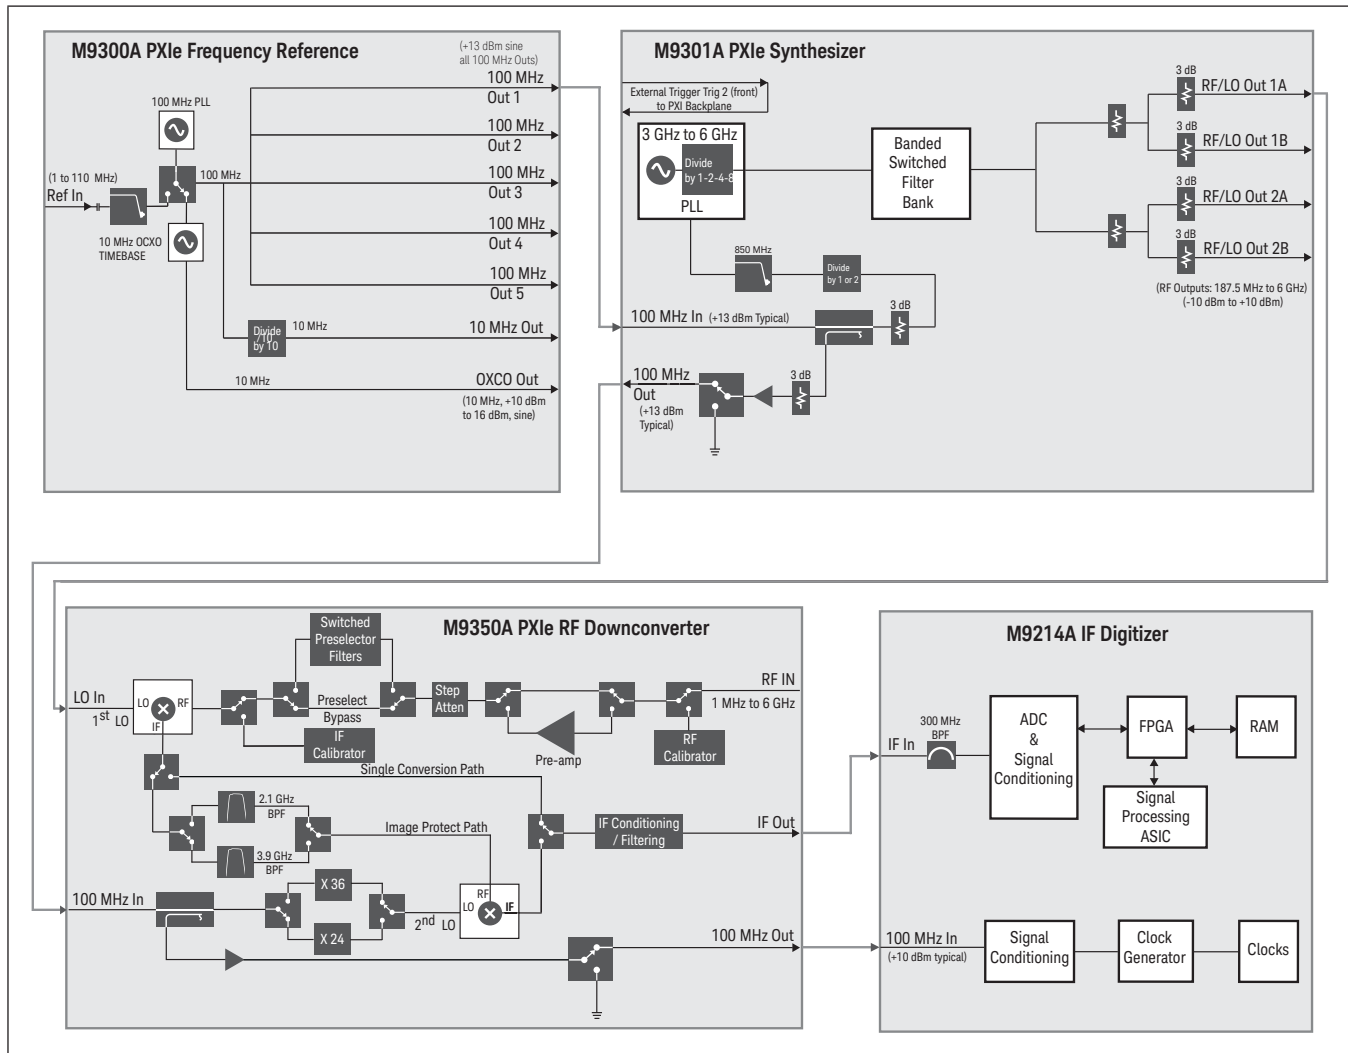 M9300A PXIe Frequency Reference
(+13 dBm sine
all 100 MHz Outs)
100 MHz
Out 1
100 MHz PLL
100 MHz
Out 2
(1 to 110 MHz)
Ref In
100 MHz
100 MHz
Out 3
10 MHz OCXO
TIMEBASE
100 MHz
Out 4
100 MHz
Out 5
Divide
/10
by 10
10 MHz
10 MHz Out
10 MHz
OXCO Out
(10 MHz, +10 dBm
to 16 dBm, sine)
M9301A PXIe Synthesizer
External Trigger Trig 2 (front)
to PXI Backplane
3 GHz to 6 GHz
Divide
by 1-2-4-8
PLL
Banded
Switched
Filter
Bank
3 dB
RF/LO Out 1A
3 dB
RF/LO Out 1B
3 dB
RF/LO Out 2A
3 dB
RF/LO Out 2B
(RF Outputs: 187.5 MHz to 6 GHz)
(-10 dBm to +10 dBm)
850 MHz
Divide
by 1 or 2
100 MHz In (+13 dBm Typical)
3 dB
100 MHz
Out
(+13 dBm
Typical)
3 dB
M9350A PXIe RF Downconverter
Switched
Preselector
Filters
LO In
1st LO
LO
RF
IF
Preselect
Bypass
IF
Calibrator
Step
Atten
Pre-amp
RF IN
1 MHz to 6 GHz
RF
Calibrator
Single Conversion Path
2.1 GHz
BPF
Image Protect Path
3.9 GHz
BPF
IF Conditioning
/ Filtering
IF Out
100 MHz In
X 36
X 24
2nd LO
RF
LO
IF
100 MHz Out
M9214A IF Digitizer
IF In
300 MHz
BPF
ADC
&
Signal
Conditioning
FPGA
RAM
Signal
Processing
ASIC
100 MHz In
(+10 dBm typical)
Signal
Conditioning
Clock
Generator
Clocks